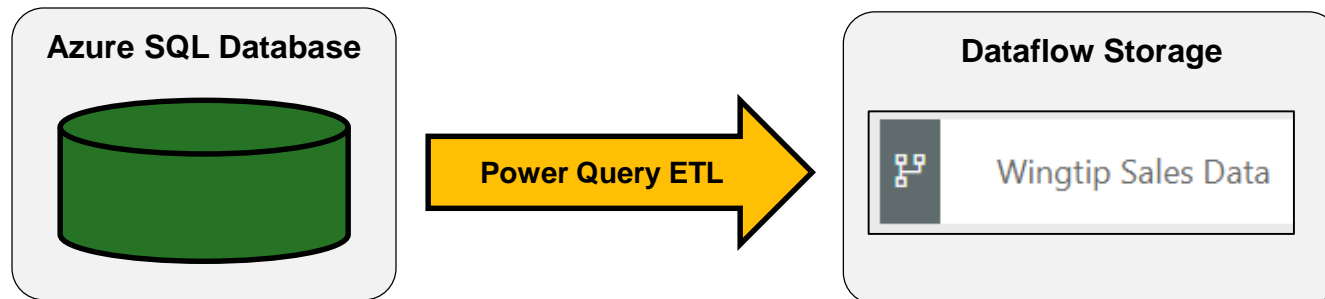 Azure SQL Database
Power Query ETL
Dataflow Storage
Wingtip Sales Data